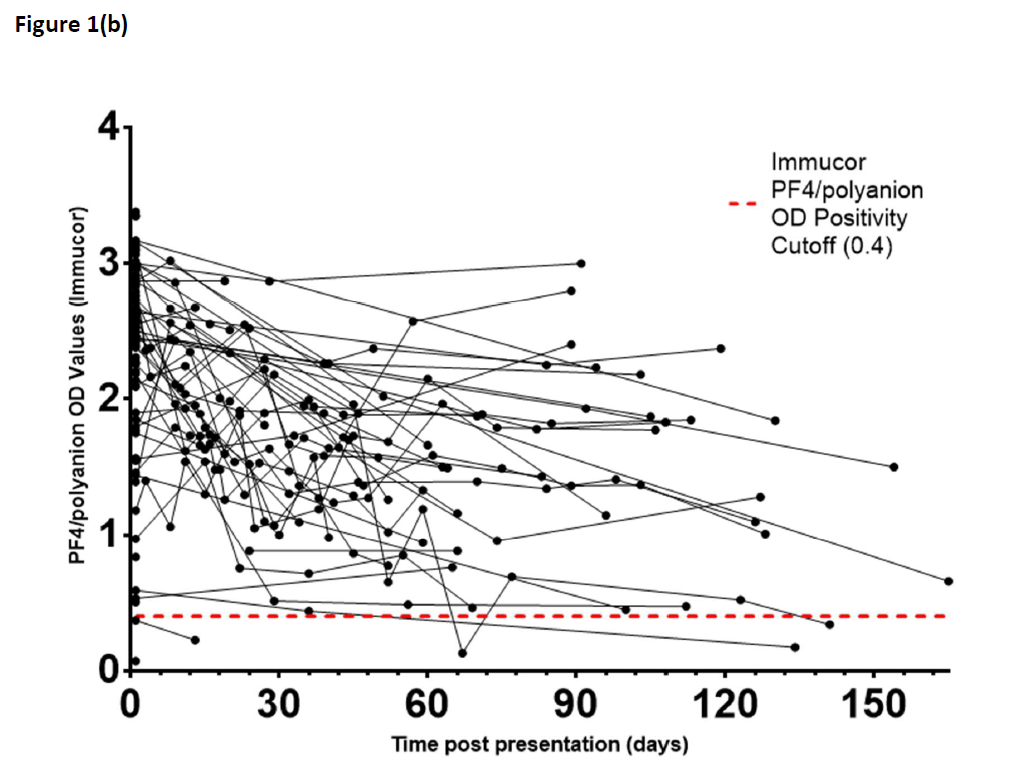 Figure 1(b)
PF4/polyanion OD Values (Immucor)
4
3
2
1
0
Immucor
PF4/polyanion
OD Positivity
Cutoff (0.4)
0 30 60 90 120 150
Time post presentation (days)